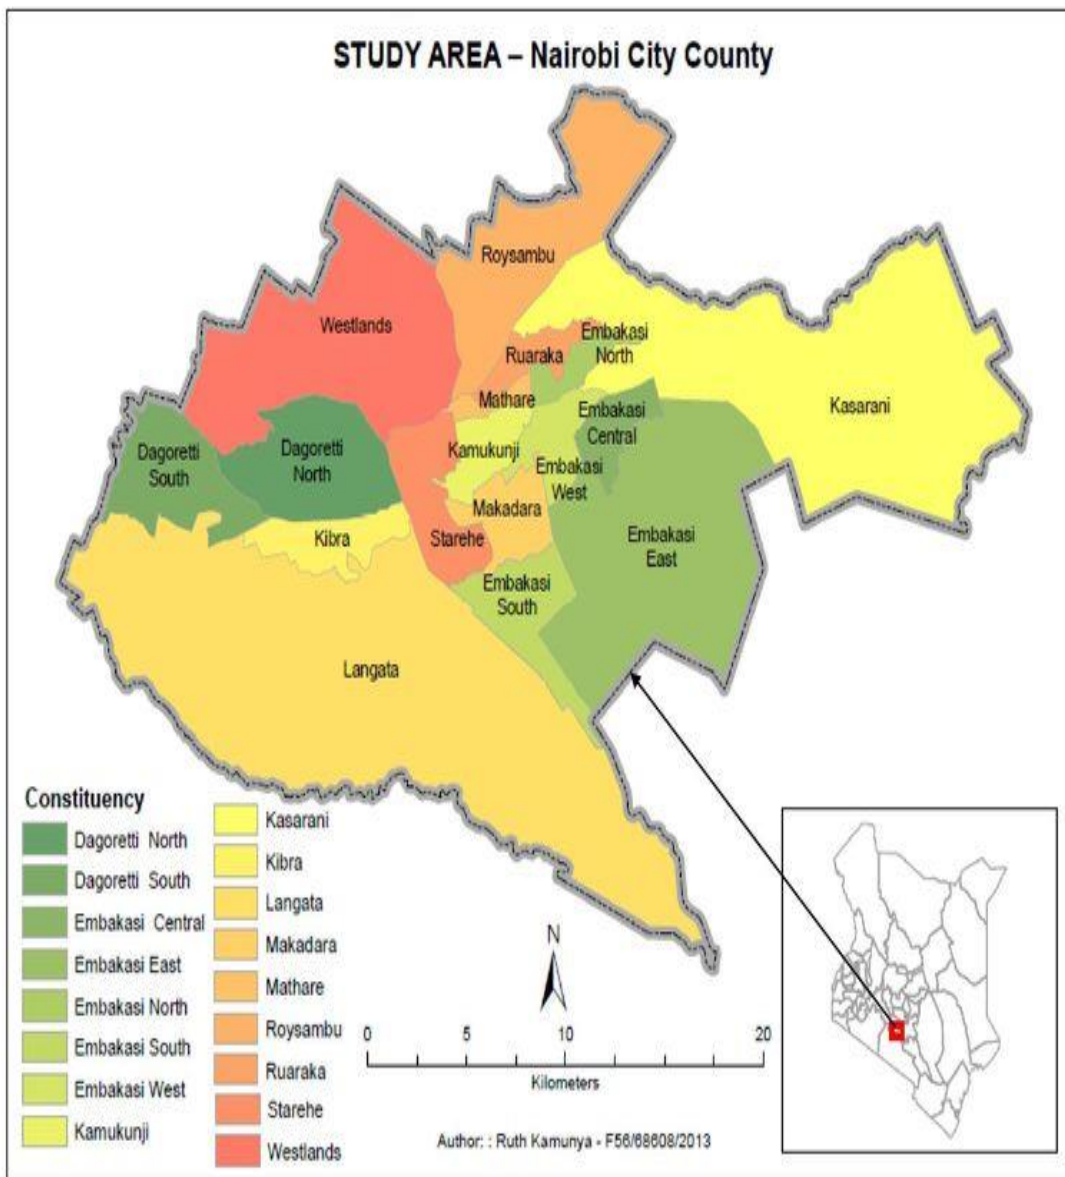 STUDY AREA – Nairobi City County
Roysambu
Westlands
Embakasi
North
Ruaraka
Mathare
Kasarani
Embakasi
Central
Dagoretti
South
Dagoretti
North
Kamukunji
Embakasi
West
Makadara
Kibra
Starehe
Embakasi
East
Embakasi
South
Langata
Constituency
Dagoretti North
Dagoretti South
Embakasi Central
Embakasi East
Embakasi North
Embakasi South
Embakasi West
Kamukunji
Kasarani
Kibra
Langata
Makadara
Mathare
Roysambu
Ruaraka
Starehe
Westlands
N
0 5 10 20
Kilometers
Author: : Ruth Kamunya - F56/68608/2013